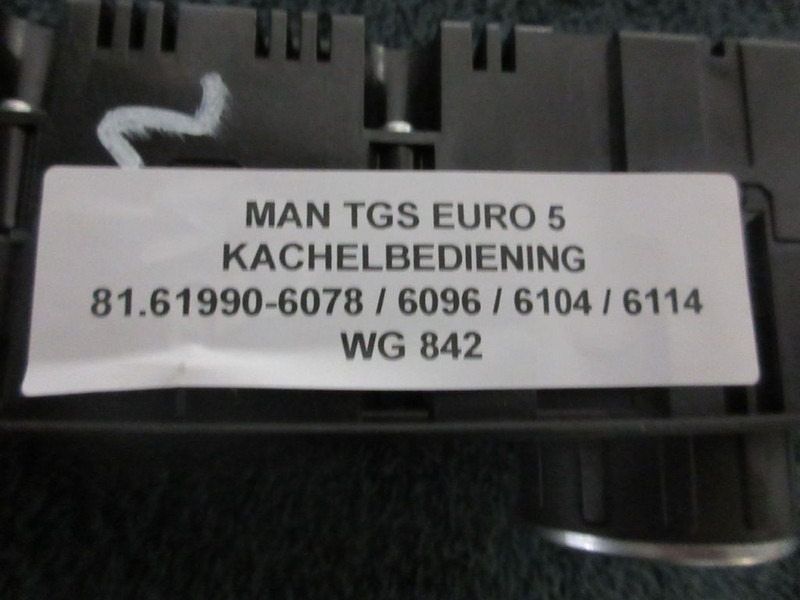 MAN TGS EURO 5
KACHELBEDIENING
81.61990-6078 / 6096 / 6104 / 6114
WG 842